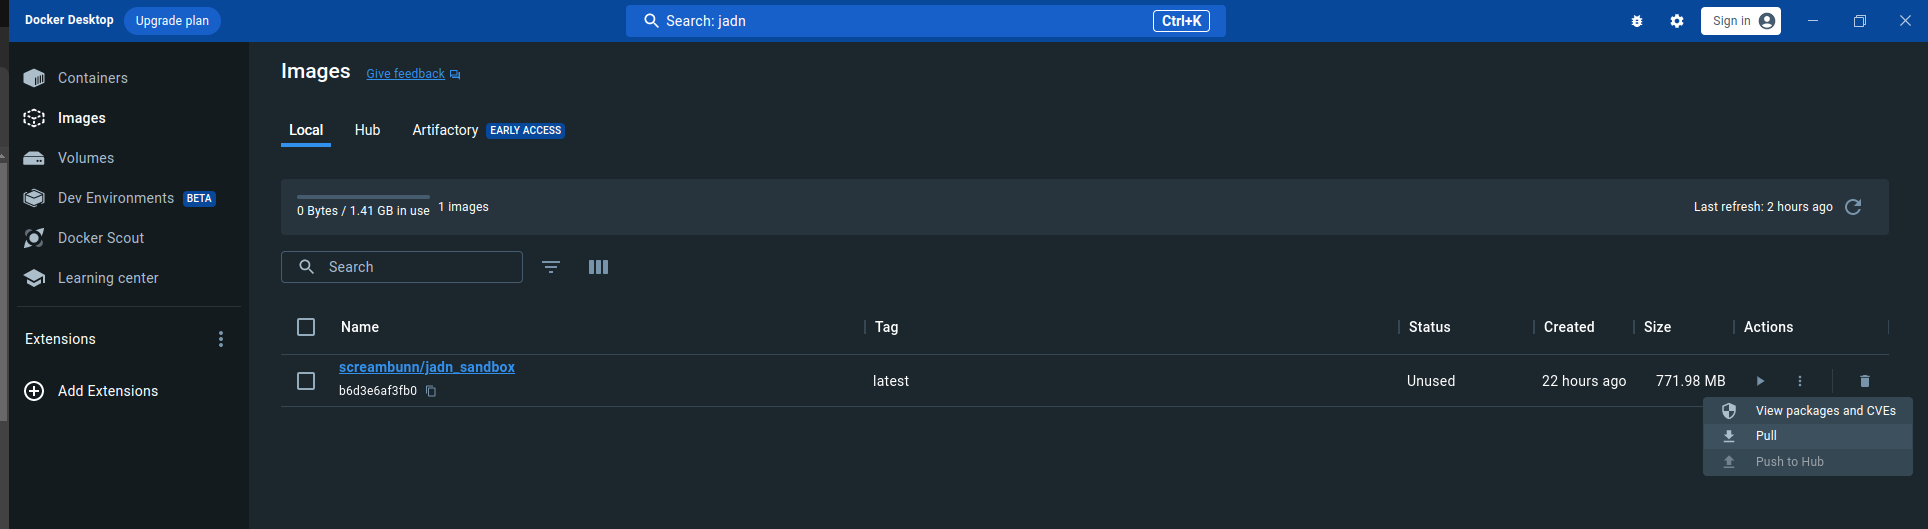 Docker Desktop Upgrade plan Search: jadn Ctrl+K Sign in
Containers
Images
Volumes
Dev Environments BETA
Docker Scout
Learning center
Extensions
Add Extensions
Images Give feedback
Local Hub Artifactory EARLY ACCESS
0 Bytes / 1.41 GB in use 1 images Last refresh: 2 hours ago
Search
Name Tag Status Created Size Actions
screambunn/jadn_sandbox
b6d3e6af3fb0
latest Unused 22 hours ago 771.98 MB
View packages and CVEs
Pull
Push to Hub